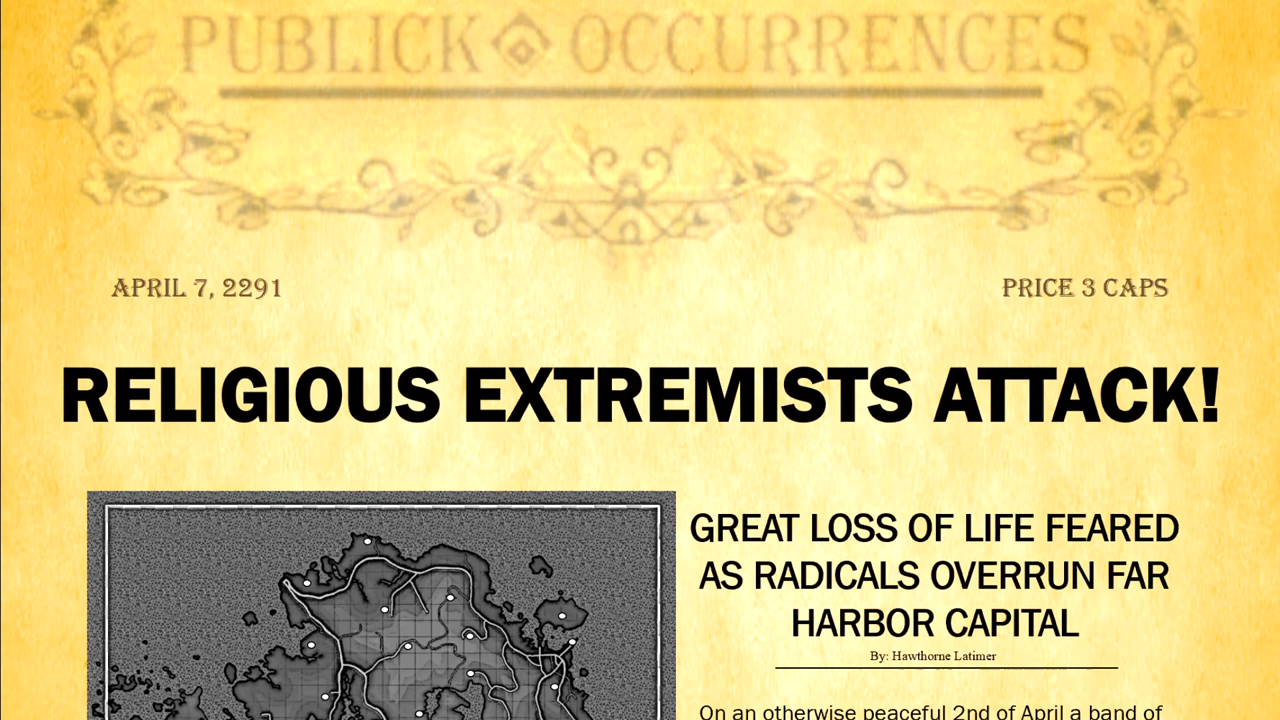 PUBLICK OCCURRENCES
APRIL 7, 2291
PRICE 3 CAPS
RELIGIOUS EXTREMISTS ATTACK!
GREAT LOSS OF LIFE FEARED
AS RADICALS OVERRUN FAR
HARBOR CAPITAL
By: Hawthorne Latimer
On an otherwise peaceful 2nd of April a band of